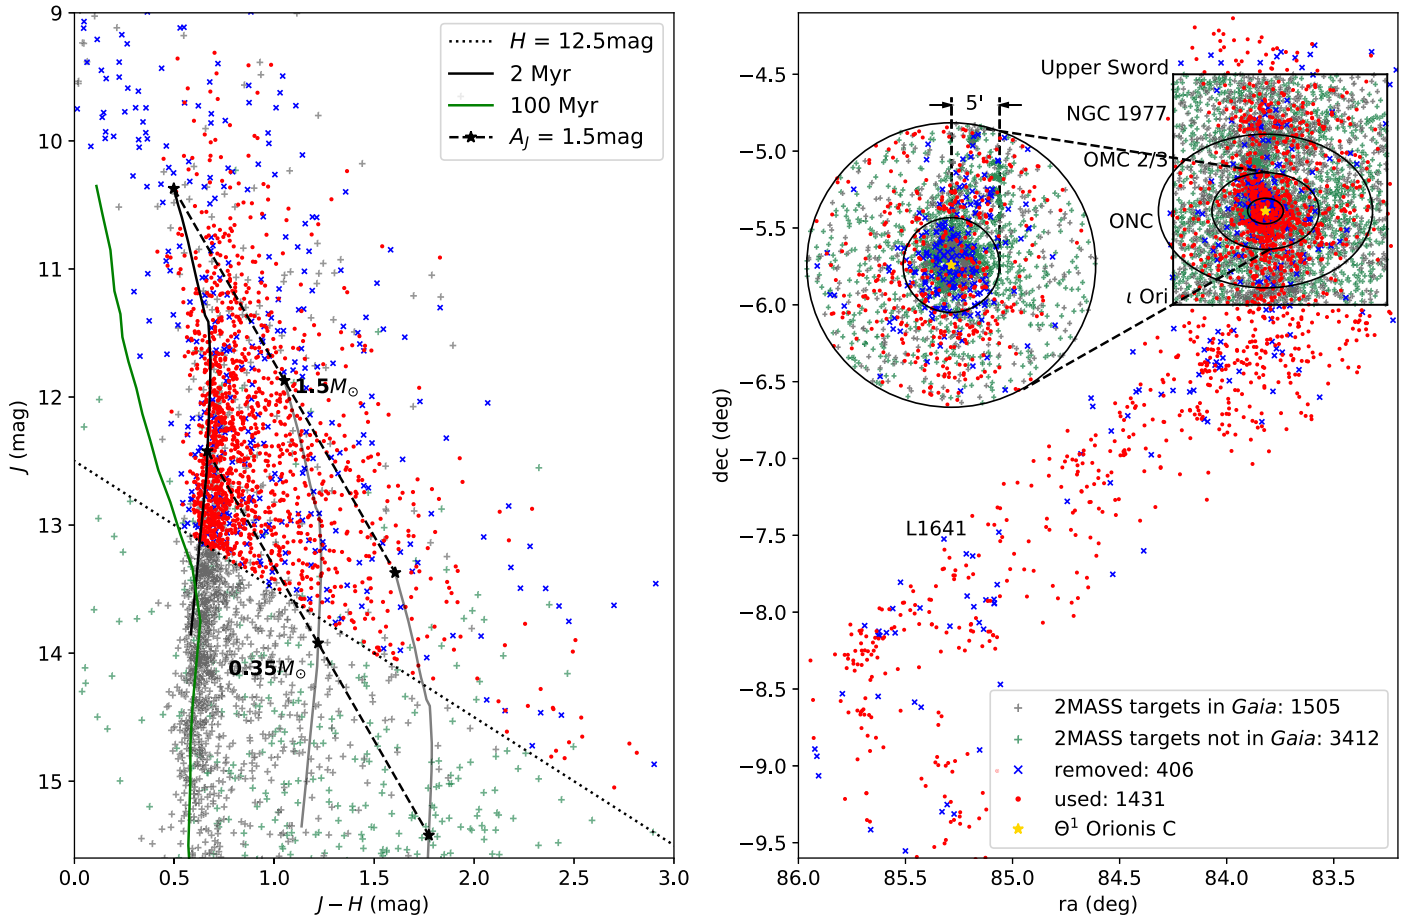 9
10
11
12
13
14
15
J (mag)
0.0 0.5 1.0 1.5 2.0 2.5 3.0
J − H (mag)
H = 12.5mag
2 Myr
100 Myr
A_J = 1.5mag
1.5M⊙
0.35M⊙
−4.5
−5.0
−5.5
−6.0
−6.5
−7.0
−7.5
−8.0
−8.5
−9.0
−9.5
dec (deg)
86.0 85.5 85.0 84.5 84.0 83.5
ra (deg)
5'
Upper Sword
NGC 1977
OMC 2/3
ONC
ι Ori
L1641
2MASS targets in Gaia: 1505
2MASS targets not in Gaia: 3412
removed: 406
used: 1431
Θ¹ Orionis C